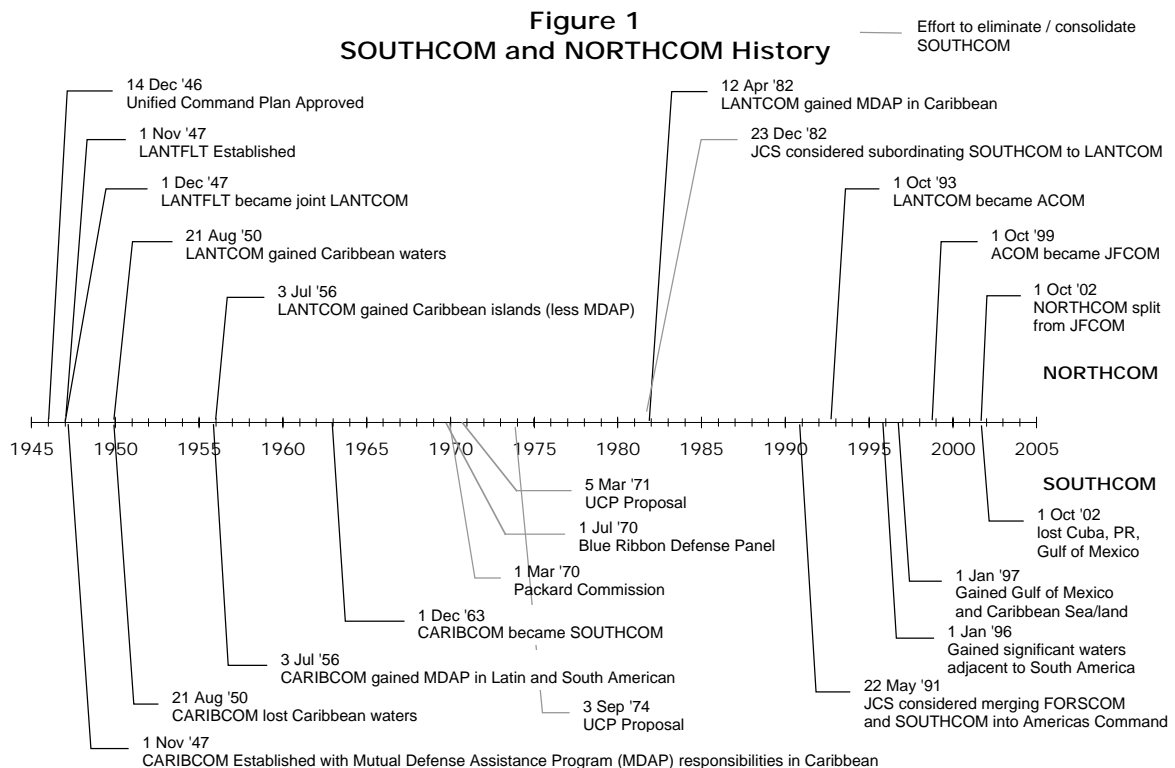 Figure 1
SOUTHCOM and NORTHCOM History
Effort to eliminate / consolidate
SOUTHCOM
14 Dec '46
Unified Command Plan Approved
1 Nov '47
LANTFLT Established
1 Dec '47
LANTFLT became joint LANTCOM
21 Aug '50
LANTCOM gained Caribbean waters
3 Jul '56
LANTCOM gained Caribbean islands (less MDAP)
12 Apr '82
LANTCOM gained MDAP in Caribbean
23 Dec '82
JCS considered subordinating SOUTHCOM to LANTCOM
1 Oct '93
LANTCOM became ACOM
1 Oct '99
ACOM became JFCOM
1 Oct '02
NORTHCOM split
from JFCOM
NORTHCOM
1945 1950 1955 1960 1965 1970 1975 1980 1985 1990 1995 2000 2005
SOUTHCOM
5 Mar '71
UCP Proposal
1 Jul '70
Blue Ribbon Defense Panel
1 Mar '70
Packard Commission
1 Dec '63
CARIBCOM became SOUTHCOM
3 Jul '56
CARIBCOM gained MDAP in Latin and South American
21 Aug '50
CARIBCOM lost Caribbean waters
3 Sep '74
UCP Proposal
1 Nov '47
CARIBCOM Established with Mutual Defense Assistance Program (MDAP) responsibilities in Caribbean
1 Oct '02
lost Cuba, PR,
Gulf of Mexico
1 Jan '97
Gained Gulf of Mexico
and Caribbean Sea/land
1 Jan '96
Gained significant waters
adjacent to South America
22 May '91
JCS considered merging FORSCOM
and SOUTHCOM into Americas Command